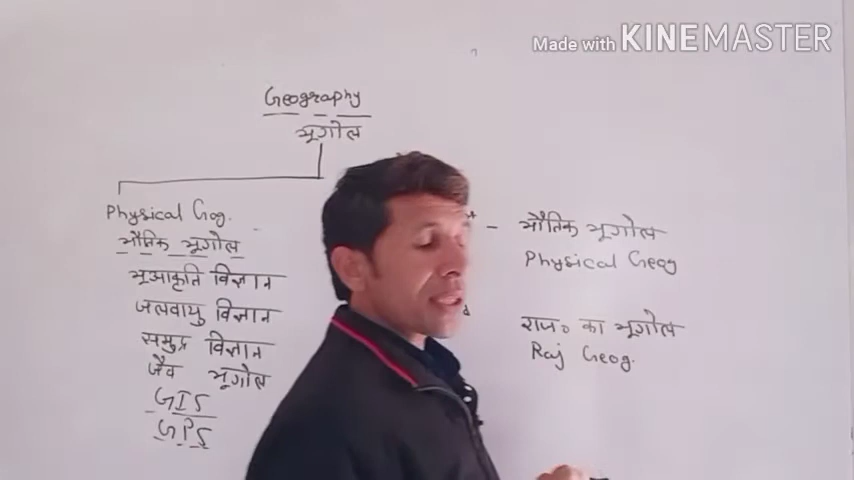 Made with KINEMASTER
Geography
भूगोल
Physical Geog.
भौतिक भूगोल
भूआकृति विज्ञान
जलवायु विज्ञान
समुद्र विज्ञान
जैव भूगोल
GIS
GPS
- भौतिक भूगोल
Physical Geog
राज० का भूगोल
Raj Geog.